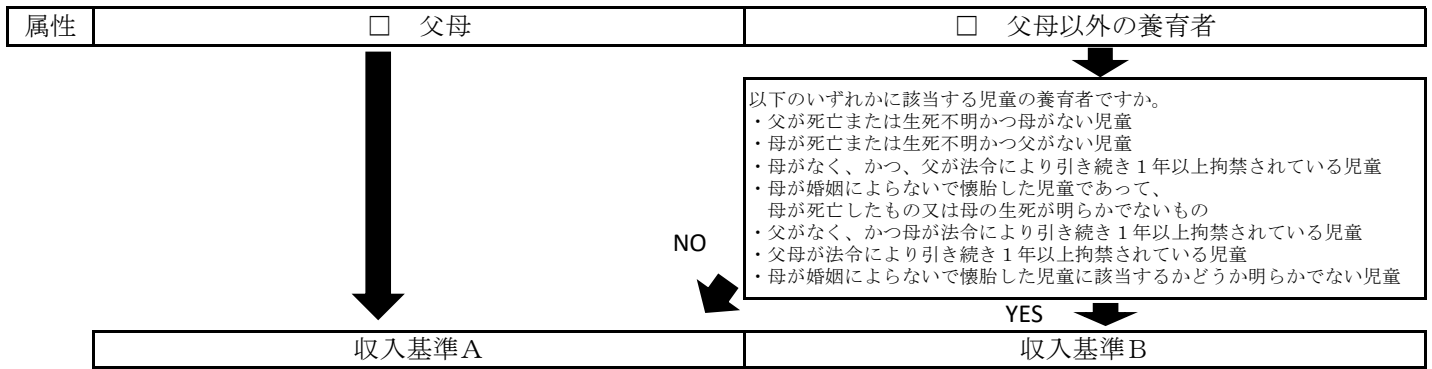 属性
□ 父母
□ 父母以外の養育者
以下のいずれかに該当する児童の養育者ですか。
・父が死亡または生死不明かつ母がない児童
・母が死亡または生死不明かつ父がない児童
・母がなく、かつ、父が法令により引き続き１年以上拘禁されている児童
・母が婚姻によらないで懐胎した児童であって、
母が死亡したもの又は母の生死が明らかでないもの
・父がなく、かつ母が法令により引き続き１年以上拘禁されている児童
・父母が法令により引き続き１年以上拘禁されている児童
・母が婚姻によらないで懐胎した児童に該当するかどうか明らかでない児童
NO
YES
収入基準Ａ
収入基準Ｂ